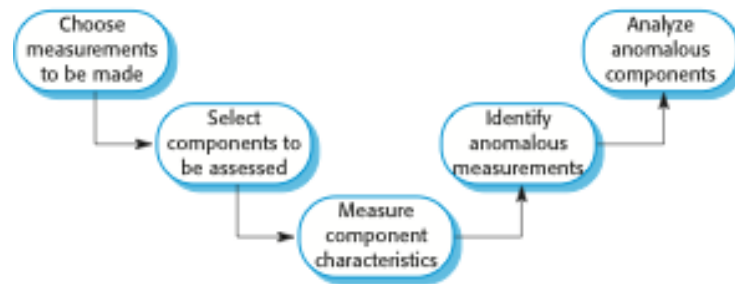 Choose
measurements
to be made
Analyze
anomalous
components
Select
components to
be assessed
Identify
anomalous
measurements
Measure
component
characteristics